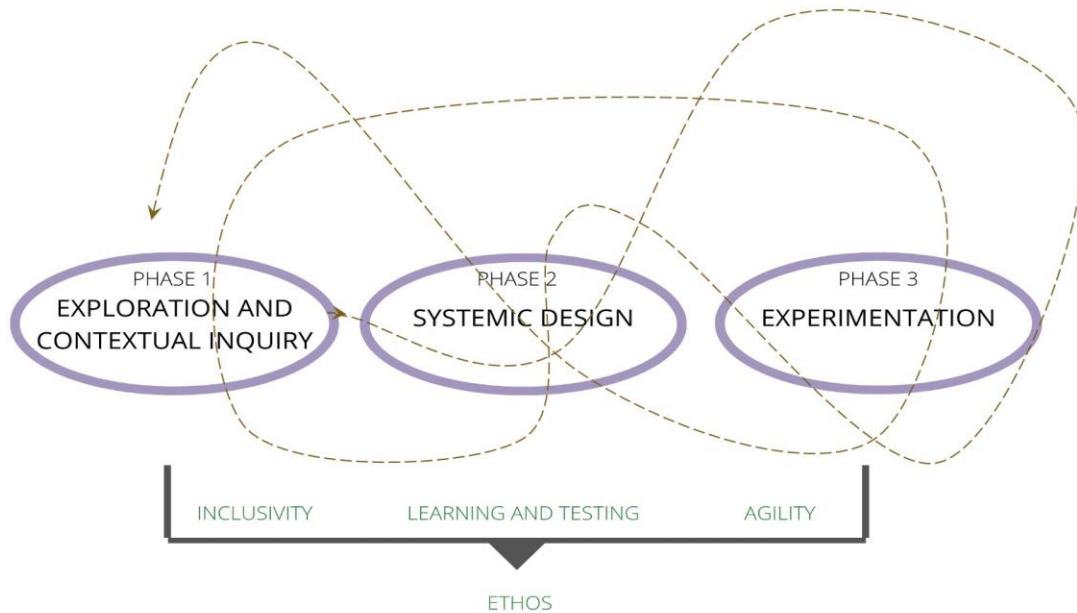 PHASE 1
EXPLORATION AND
CONTEXTUAL INQUIRY
PHASE 2
SYSTEMIC DESIGN
PHASE 3
EXPERIMENTATION
INCLUSIVITY
LEARNING AND TESTING
AGILITY
ETHOS